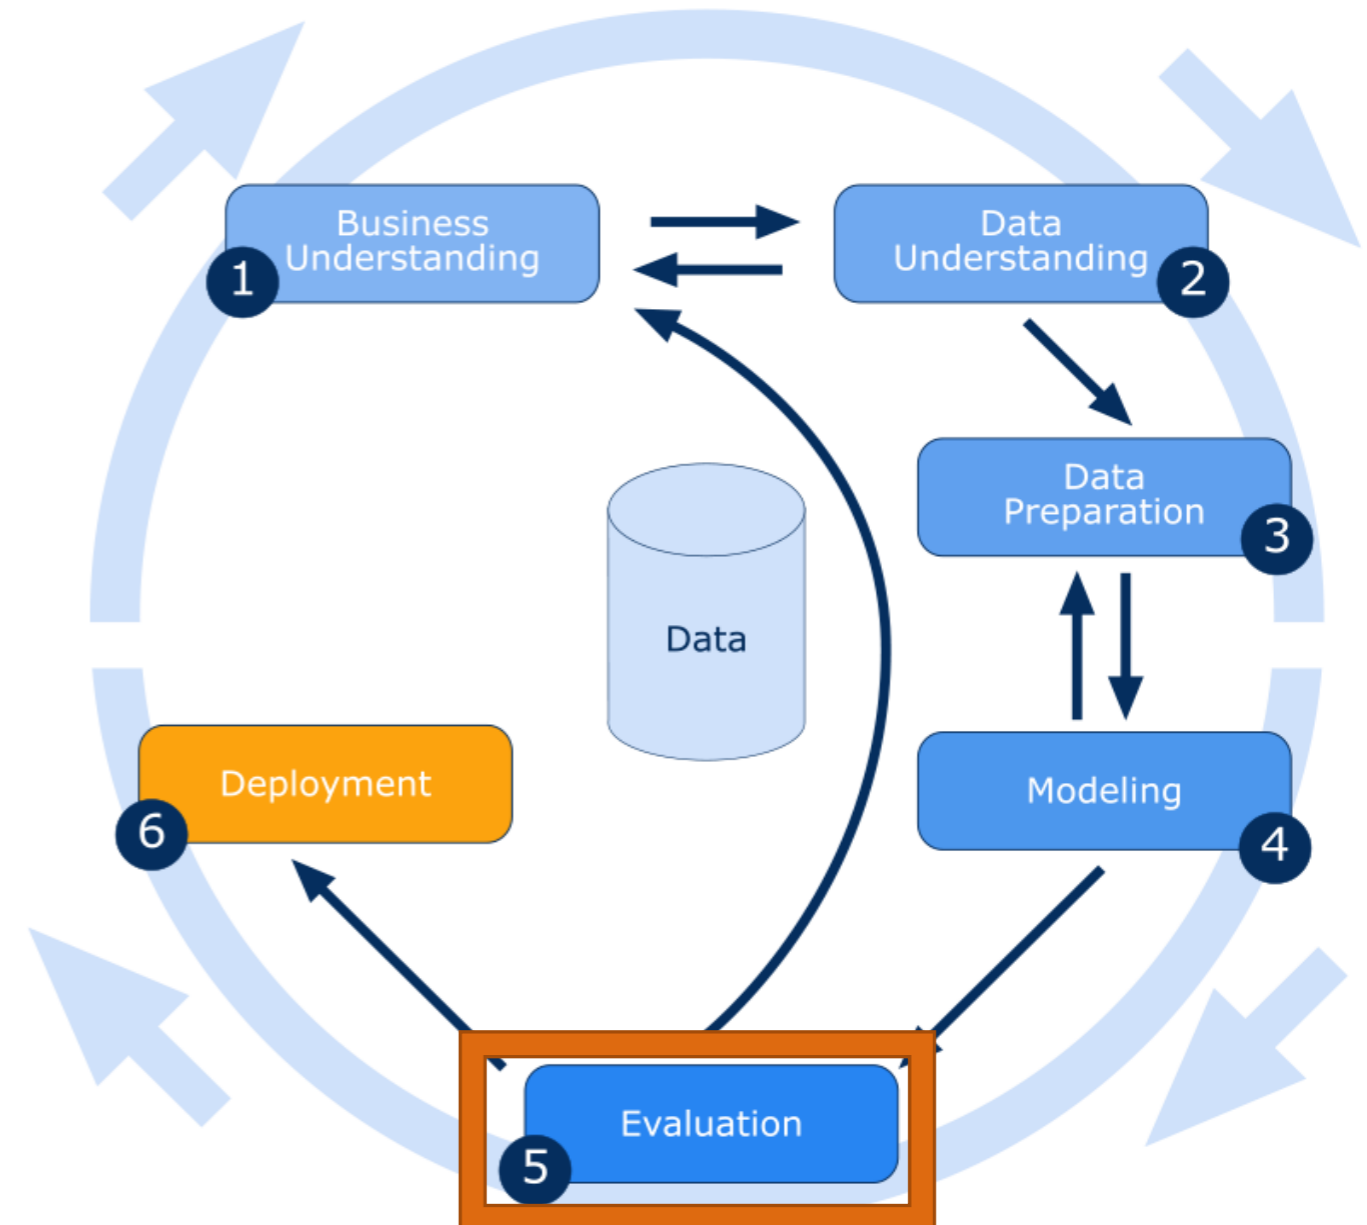 Business
Understanding
1
Data
Understanding
2
Data
Preparation
3
Data
Deployment
6
Modeling
4
Evaluation
5